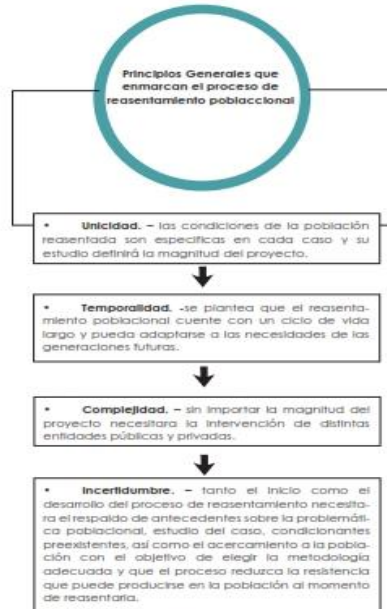 Principios Generales que
enmarcan el proceso de
reasentamiento poblaccional
• Unicidad. – las condiciones de la población
reasentada son específicas en cada caso y su
estudio definirá la magnitud del proyecto.
• Temporalidad. -se plantea que el reasenta-
miento poblacional cuente con un ciclo de vida
largo y pueda adaptarse a las necesidades de las
generaciones futuras.
• Complejidad. – sin importar la magnitud del
proyecto necesitara la intervención de distintas
entidades públicas y privadas.
• Incertidumbre. – tanto el inicio como el
desarrollo del proceso de reasentamiento necesita-
ra el respaldo de antecedentes sobre la problemáti-
ca poblacional, estudio del caso, condicionantes
preexistentes, así como el acercamiento a la pobla-
ción con el objetivo de elegir la metodología
adecuada y que el proceso reduzca la resistencia
que puede producirse en la población al momento
de reasentarla.